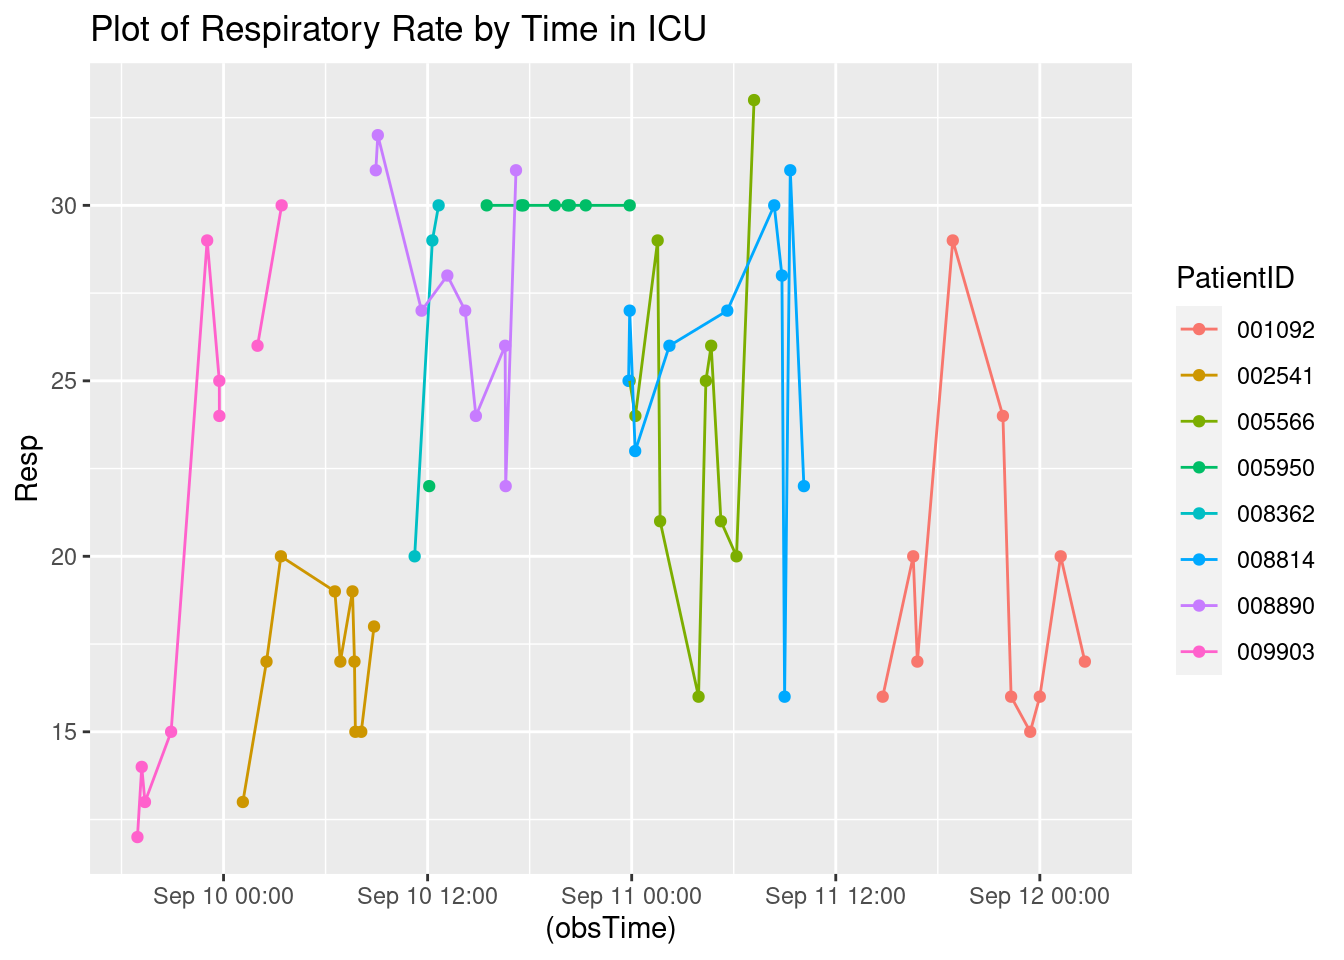 Plot of Respiratory Rate by Time in ICU
Resp
30
25
20
15
Sep 10 00:00 Sep 10 12:00 Sep 11 00:00 Sep 11 12:00 Sep 12 00:00
(obsTime)
PatientID
001092
002541
005566
005950
008362
008814
008890
009903